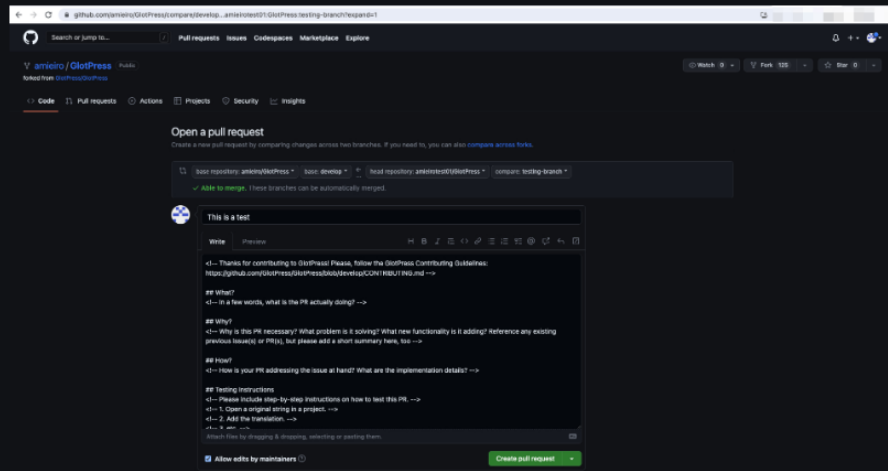 github.com/amieiro/GlotPress/compare/develop...amieirotest01:GlotPress:testing-branch?expand=1
Search or jump to...
/
Pull requests Issues Codespaces Marketplace Explore
amieiro / GlotPress Public
forked from GlotPress/GlotPress
Watch 0
Fork 125
Star 0
Code Pull requests Actions Projects Security Insights
Open a pull request
Create a new pull request by comparing changes across two branches. If you need to, you can also compare across forks.
base repository: amieiro/GlotPress base: develop head repository: amieirotest01/GlotPress compare: testing-branch
Able to merge. These branches can be automatically merged.
This is a test
Write Preview
<!-- Thanks for contributing to GlotPress! Please, follow the GlotPress Contributing Guidelines:
https://github.com/GlotPress/GlotPress/blob/develop/CONTRIBUTING.md -->
## What?
<!-- In a few words, what is the PR actually doing? -->
## Why?
<!-- Why is this PR necessary? What problem is it solving? What new functionality is it adding? Reference any existing
previous issue(s) or PR(s), but please add a short summary here, too -->
## How?
<!-- How is your PR addressing the issue at hand? What are the implementation details? -->
## Testing Instructions
<!-- Please include step-by-step instructions on how to test this PR. -->
<!-- 1. Open a original string in a project. -->
<!-- 2. Add the translation. -->
<!-- 3. etc. -->
Attach files by dragging & dropping, selecting or pasting them.
Allow edits by maintainers
Create pull request